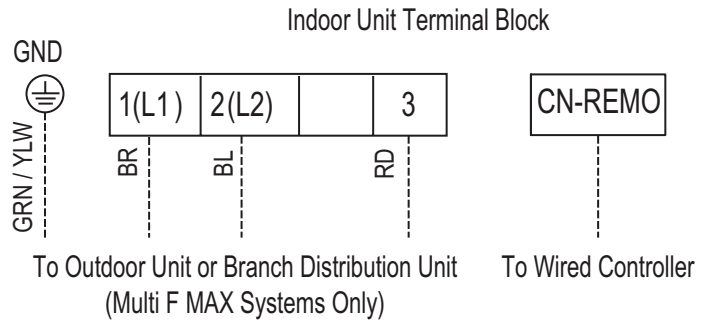 Indoor Unit Terminal Block
GND
1(L1) 2(L2) 3 CN-REMO
GRN / YLW
BR
BL
RD
To Outdoor Unit or Branch Distribution Unit
(Multi F MAX Systems Only)
To Wired Controller